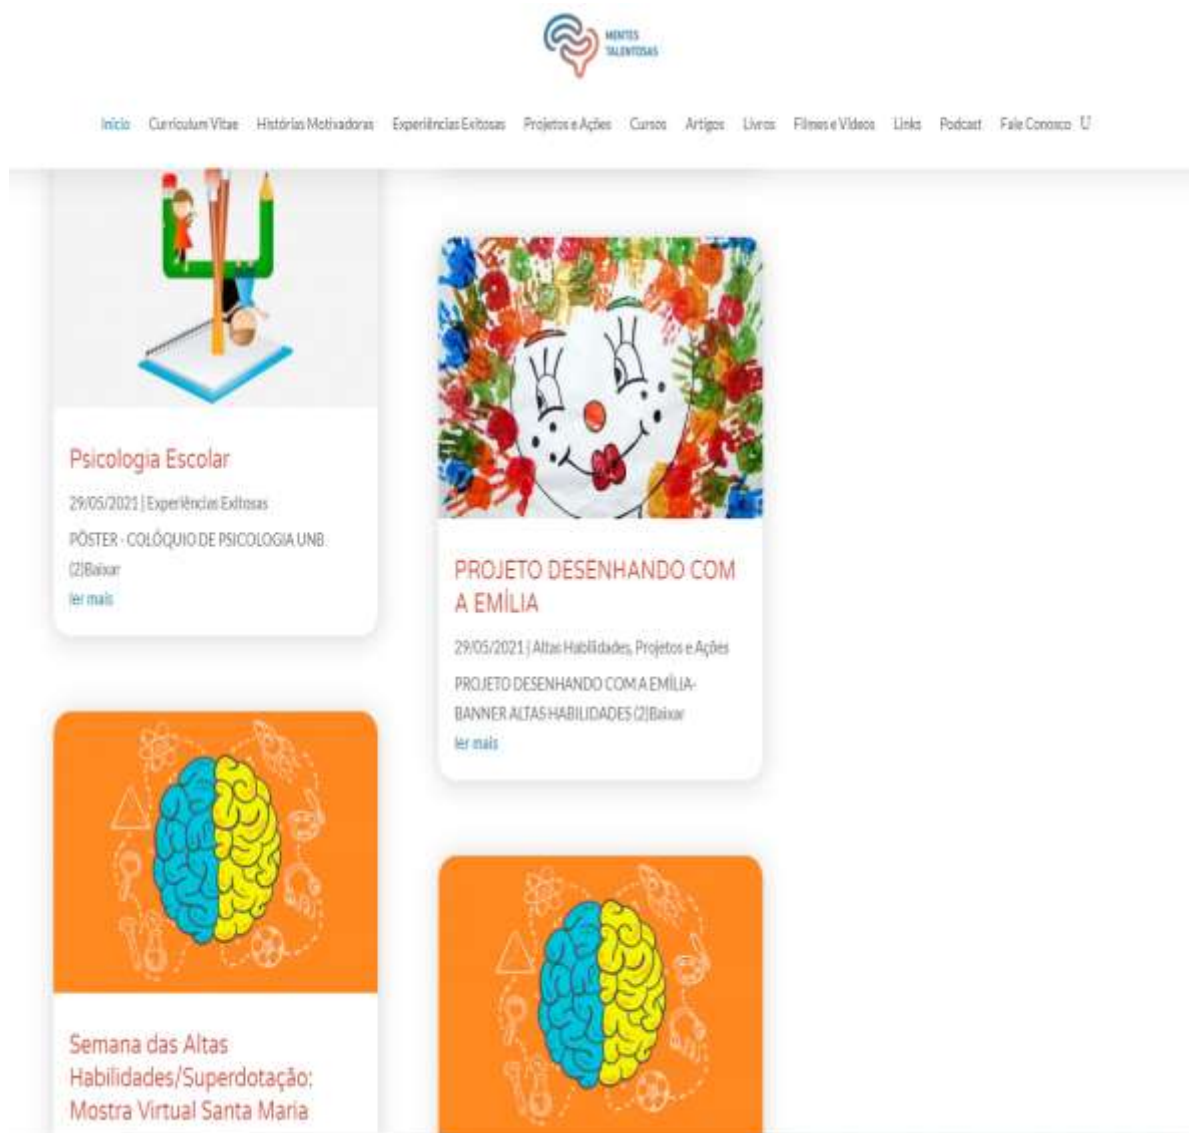 MENTES
TALENTOSAS
Início Curriculum Vitae Histórias Motivadoras Experiências Exitosas Projetos e Ações Cursos Artigos Livros Filmes e Vídeos Links Podcast Fale Conosco U
Psicologia Escolar
29/05/2021 | Experiências Exitosas
PÔSTER - COLÓQUIO DE PSICOLOGIA UNB
(2)Baixar
ler mais
PROJETO DESENHANDO COM
A EMÍLIA
29/05/2021 | Altas Habilidades, Projetos e Ações
PROJETO DESENHANDO COM A EMÍLIA-
BANNER ALTAS HABILIDADES (2)Baixar
ler mais
Semana das Altas
Habilidades/Superdotação:
Mostra Virtual Santa Maria